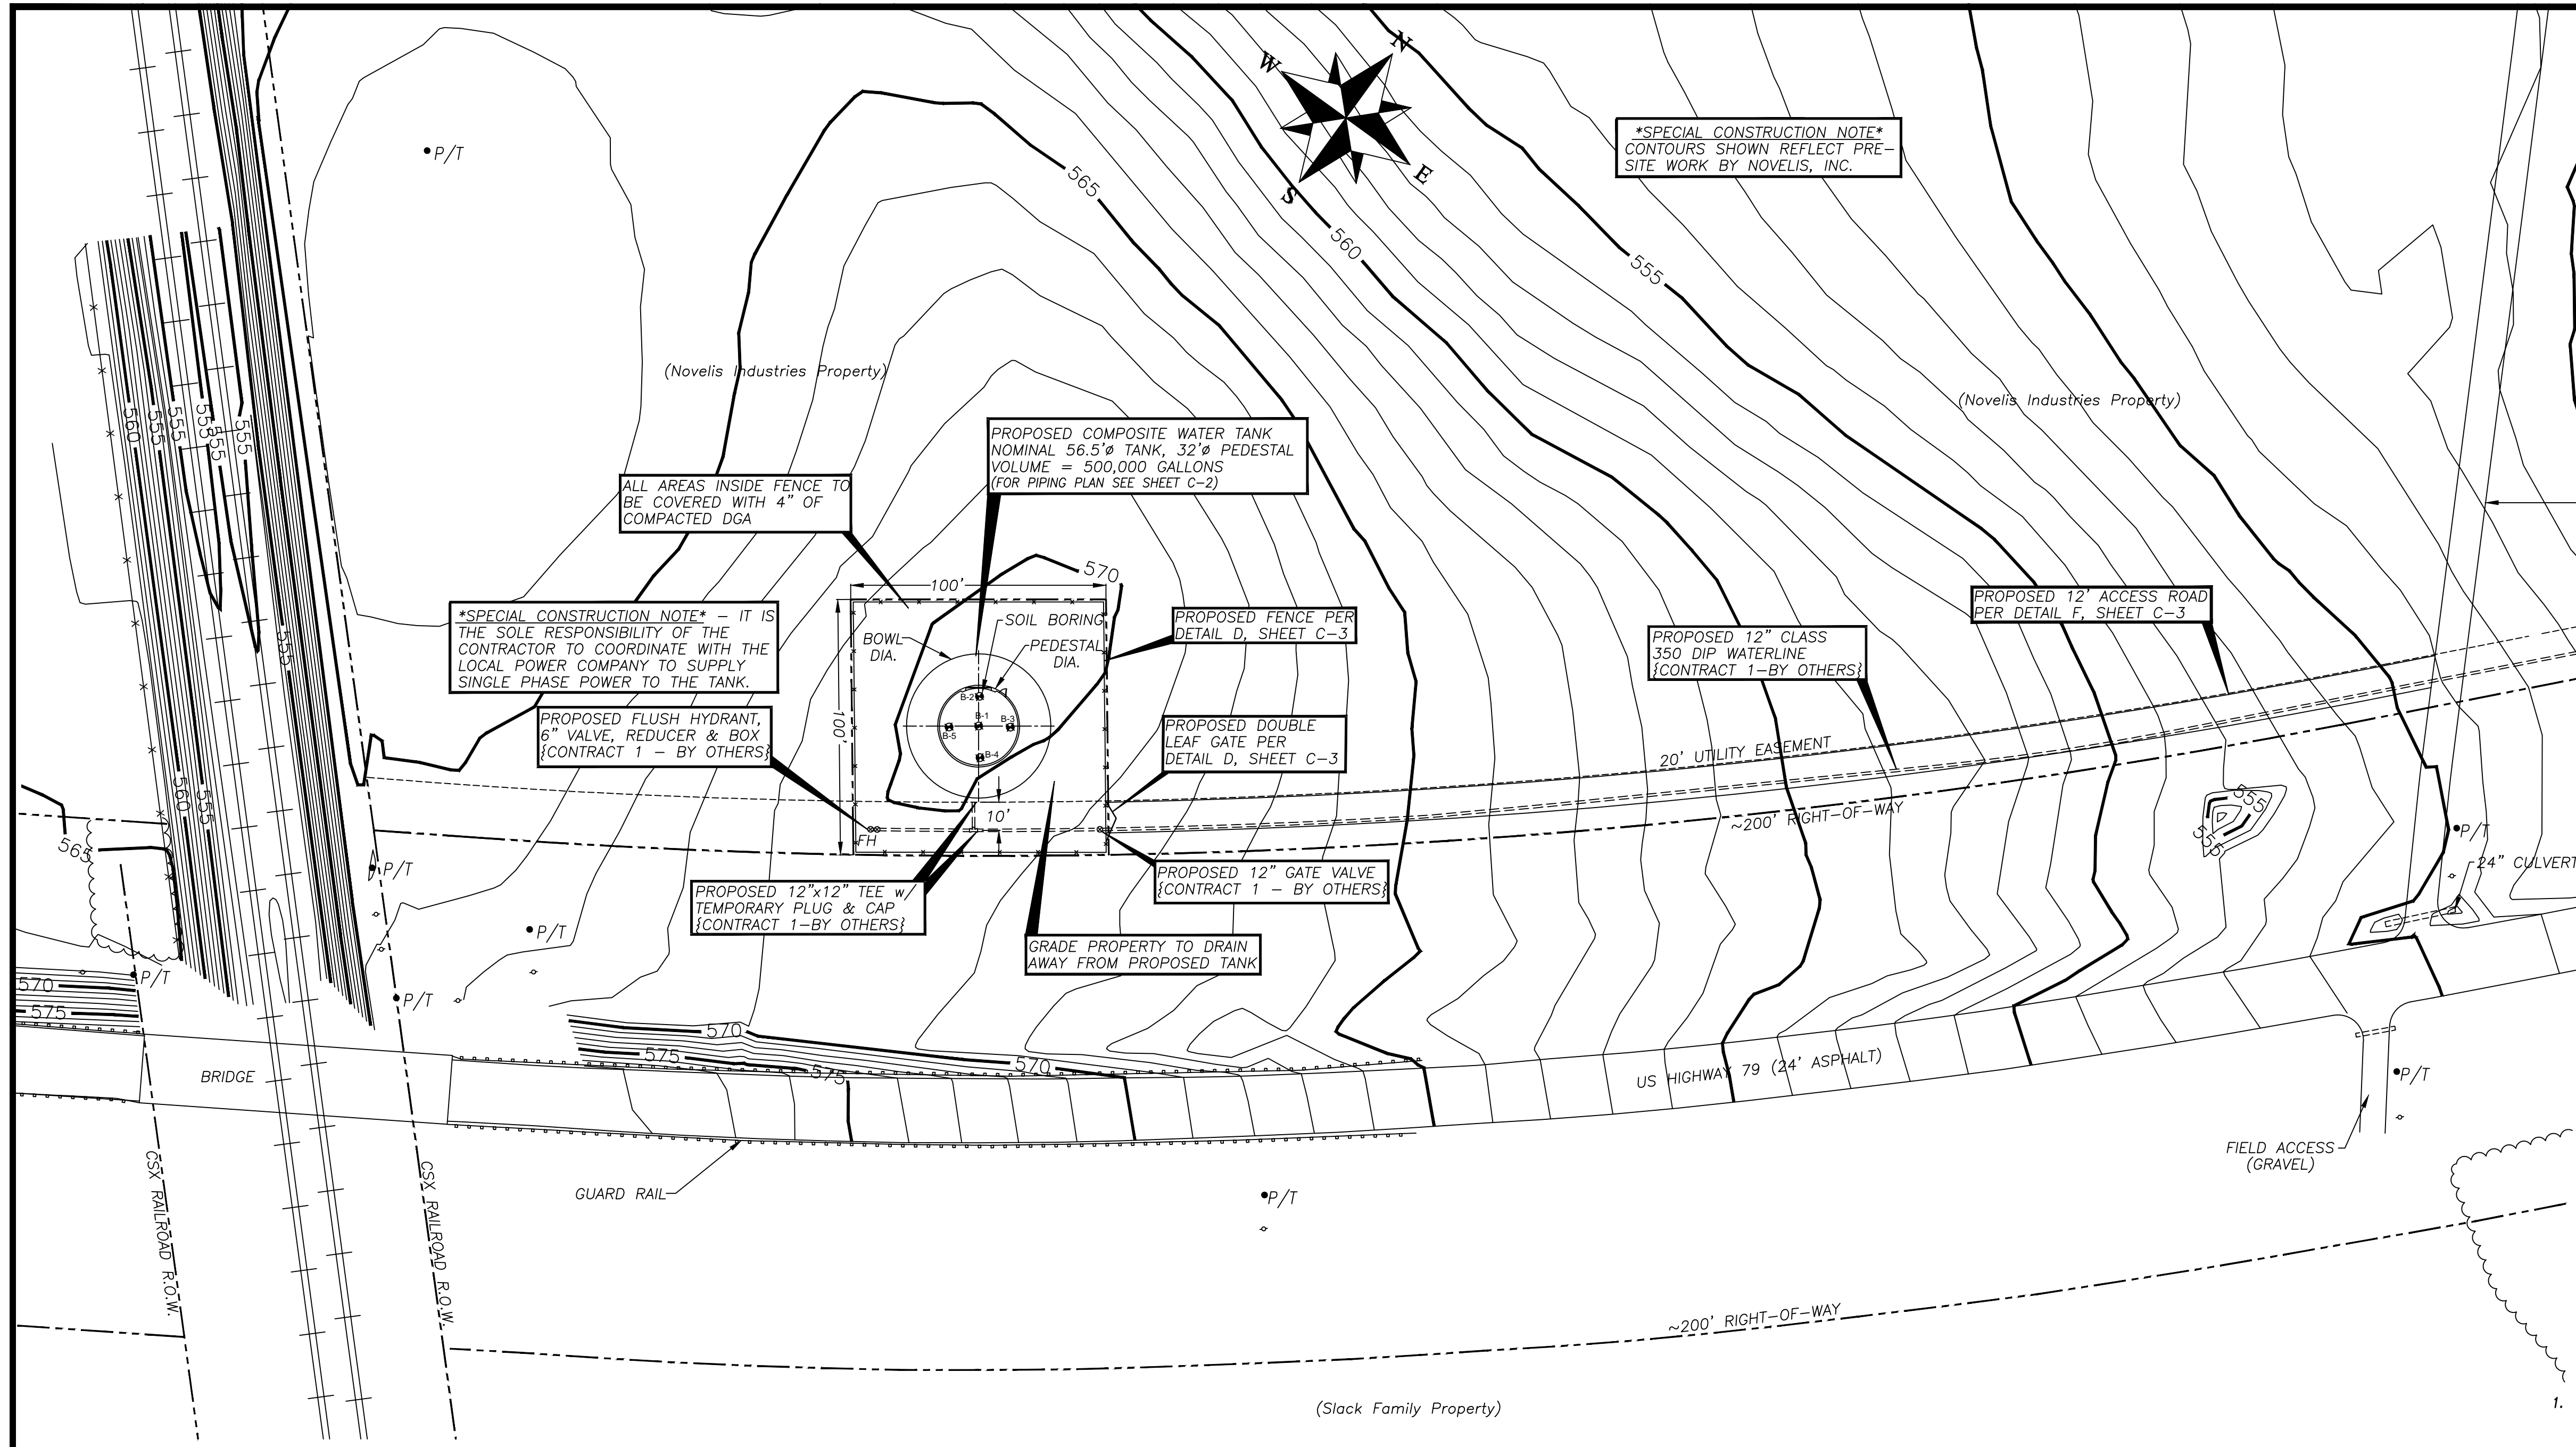 N
W
E
S
*SPECIAL CONSTRUCTION NOTE*
CONTOURS SHOWN REFLECT PRE-
SITE WORK BY NOVELIS, INC.
P/T
565
560
555
(Novelis Industries Property)
(Novelis Industries Property)
PROPOSED COMPOSITE WATER TANK
NOMINAL 56.5'ø TANK, 32'ø PEDESTAL
VOLUME = 500,000 GALLONS
(FOR PIPING PLAN SEE SHEET C-2)
ALL AREAS INSIDE FENCE TO
BE COVERED WITH 4" OF
COMPACTED DGA
560
555
555
555
555
555
555
560
555
570
100'
100'
*SPECIAL CONSTRUCTION NOTE* – IT IS
THE SOLE RESPONSIBILITY OF THE
CONTRACTOR TO COORDINATE WITH THE
LOCAL POWER COMPANY TO SUPPLY
SINGLE PHASE POWER TO THE TANK.
SOIL BORING
BOWL
DIA.
PEDESTAL
DIA.
B-2
B-1
B-3
B-5
B-4
PROPOSED FENCE PER
DETAIL D, SHEET C-3
PROPOSED 12' ACCESS ROAD
PER DETAIL F, SHEET C-3
PROPOSED 12" CLASS
350 DIP WATERLINE
{CONTRACT 1-BY OTHERS}
PROPOSED FLUSH HYDRANT,
6" VALVE, REDUCER & BOX
{CONTRACT 1 – BY OTHERS}
PROPOSED DOUBLE
LEAF GATE PER
DETAIL D, SHEET C-3
20' UTILITY EASEMENT
~200' RIGHT-OF-WAY
10'
FH
555
555
P/T
24" CULVERT
565
P/T
PROPOSED 12" GATE VALVE
{CONTRACT 1 – BY OTHERS}
PROPOSED 12"x12" TEE w/
TEMPORARY PLUG & CAP
{CONTRACT 1-BY OTHERS}
P/T
GRADE PROPERTY TO DRAIN
AWAY FROM PROPOSED TANK
P/T
P/T
570
575
570
575
575
570
BRIDGE
US HIGHWAY 79 (24' ASPHALT)
P/T
FIELD ACCESS
(GRAVEL)
GUARD RAIL
P/T
CSX RAILROAD R.O.W.
CSX RAILROAD R.O.W.
~200' RIGHT-OF-WAY
(Slack Family Property)
1.